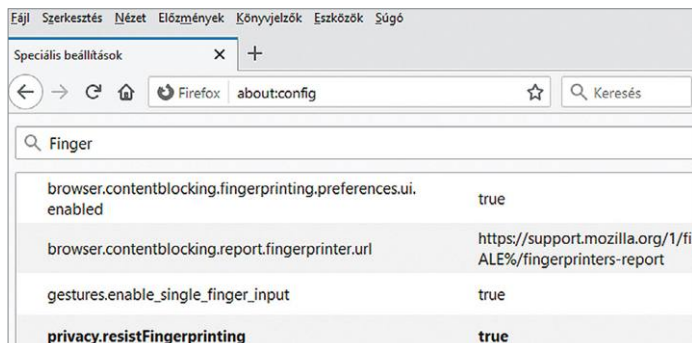 Fájl Szerkesztés Nézet Előzmények Könyvjelzők Eszközök Súgó
Speciális beállítások
Firefox about:config Keresés
Finger
browser.contentblocking.fingerprinting.preferences.ui.
enabled true
browser.contentblocking.report.fingerprinter.url https://support.mozilla.org/1/fi
ALE%/fingerprinters-report
gestures.enable_single_finger_input true
privacy.resistFingerprinting true